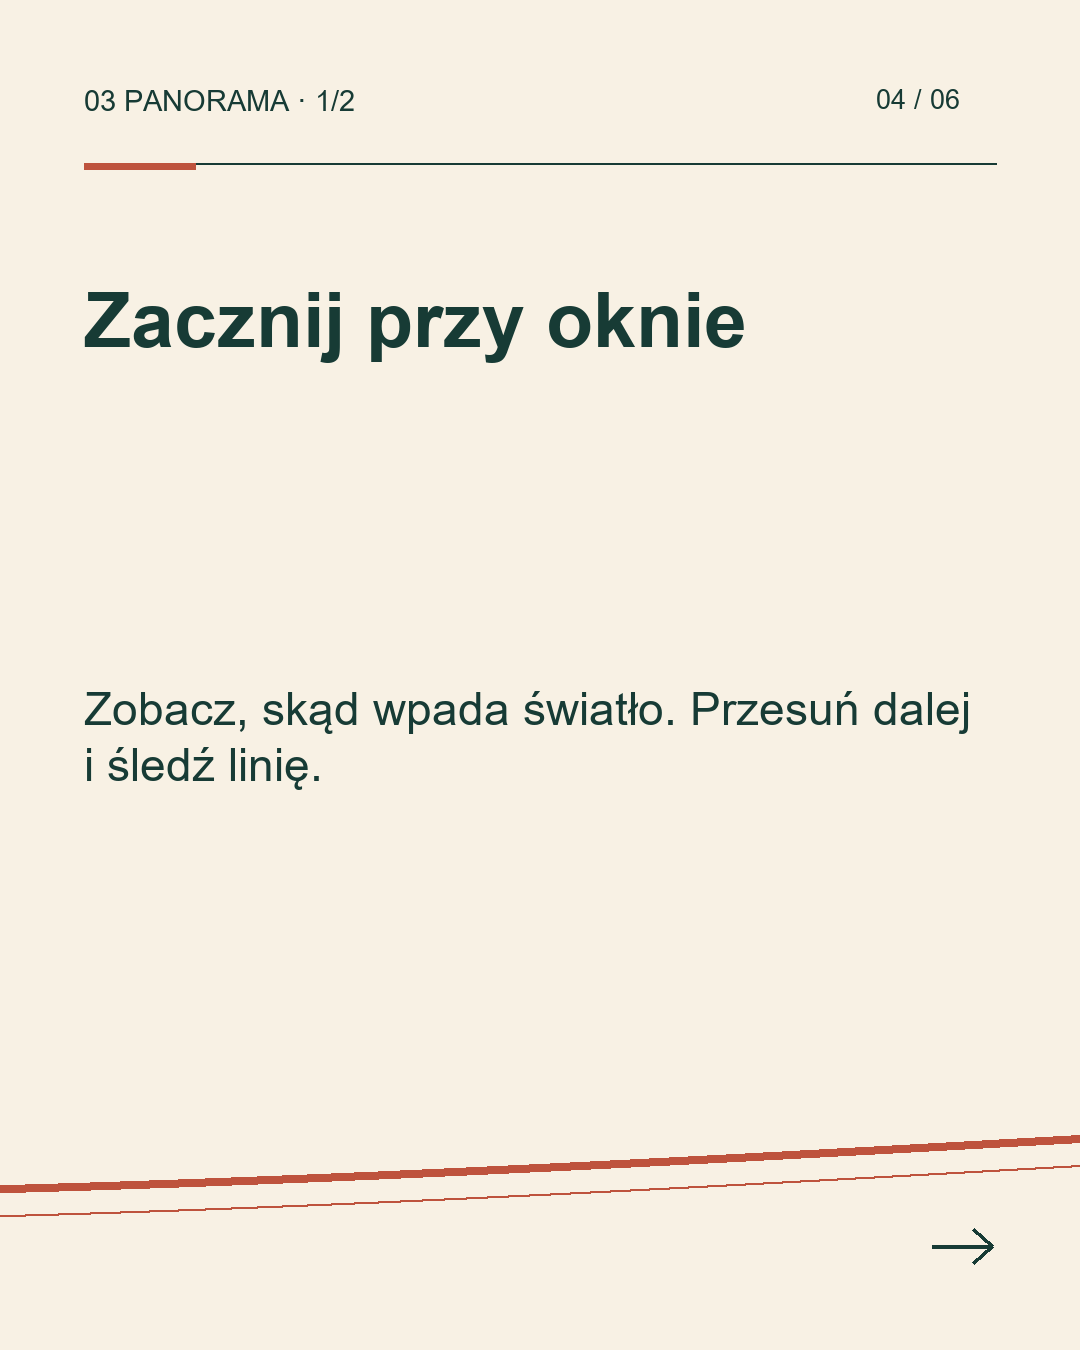 03 PANORAMA · 1/2
04 / 06
Zacznij przy oknie
Zobacz, skąd wpada światło. Przesuń dalej
i śledź linię.